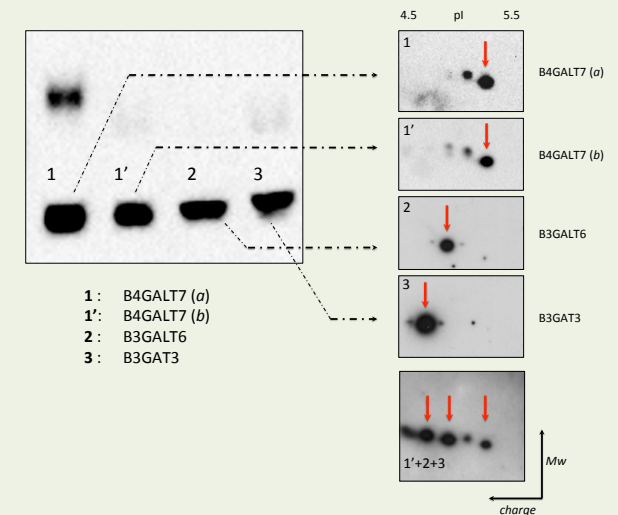 4.5 pI 5.5
1
B4GALT7 (a)
1'
B4GALT7 (b)
1 1' 2 3
2
B3GALT6
3
B3GAT3
1 : B4GALT7 (a)
1': B4GALT7 (b)
2 : B3GALT6
3 : B3GAT3
1'+2+3
Mw
charge